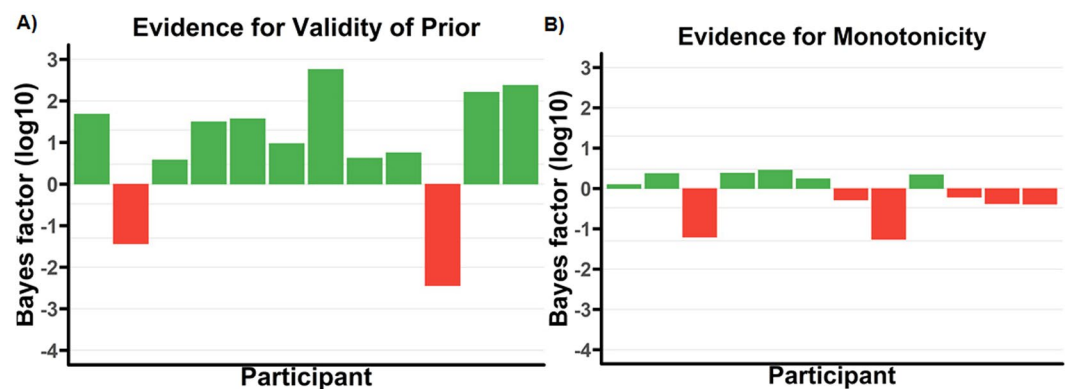 A)
Evidence for Validity of Prior
Bayes factor (log10)
3
2
1
0
-1
-2
-3
-4
Participant
B)
Evidence for Monotonicity
Bayes factor (log10)
3
2
1
0
-1
-2
-3
-4
Participant